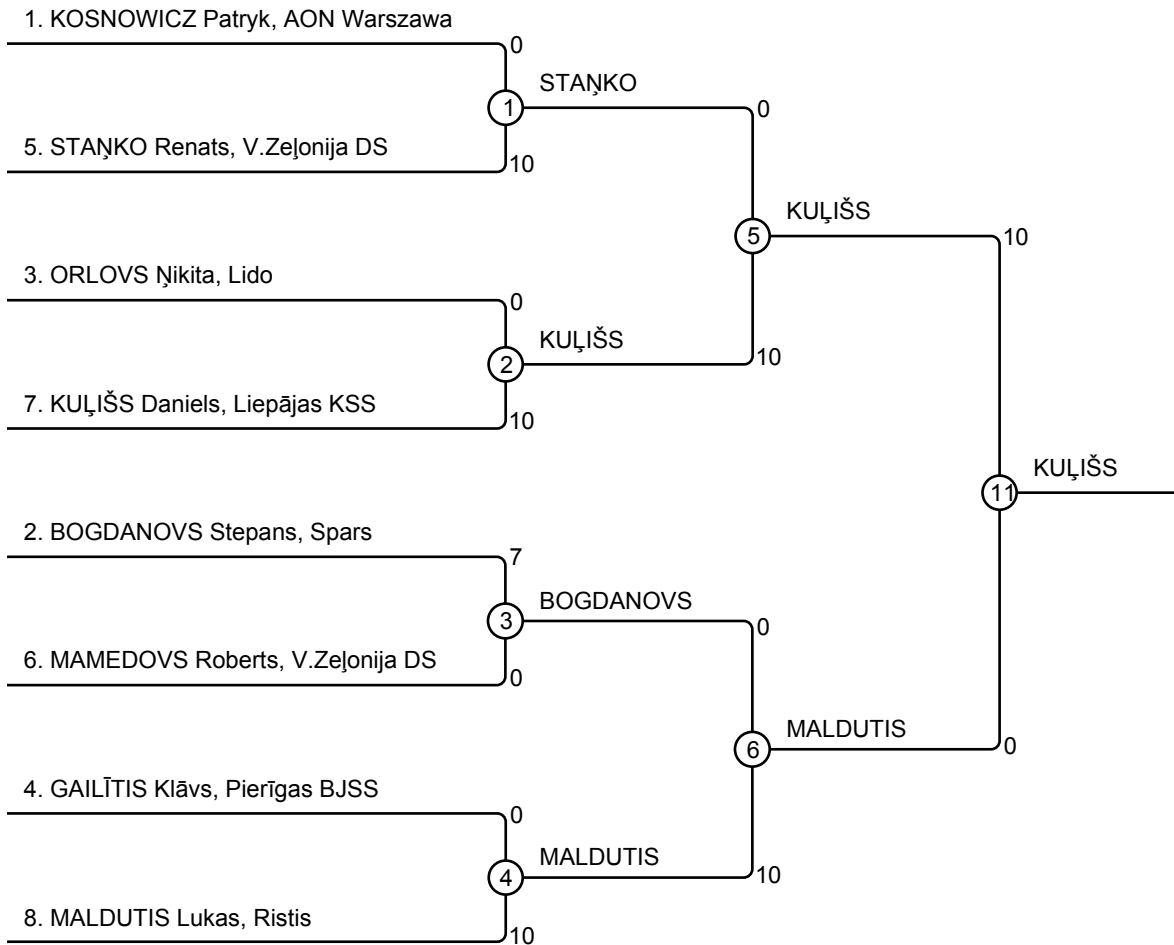 1. KOSNOWICZ Patryk, AON Warszawa
0
STAŅKO
1
0
5. STAŅKO Renats, V.Zeļonija DS
10
KUĻIŠS
5
10
3. ORLOVS Ņikita, Lido
0
KUĻIŠS
2
10
7. KUĻIŠS Daniels, Liepājas KSS
10
KUĻIŠS
11
2. BOGDANOVS Stepans, Spars
7
BOGDANOVS
3
0
6. MAMEDOVS Roberts, V.Zeļonija DS
0
MALDUTIS
6
0
4. GAILĪTIS Klāvs, Pierīgas BJSS
0
MALDUTIS
4
10
8. MALDUTIS Lukas, Ristis
10